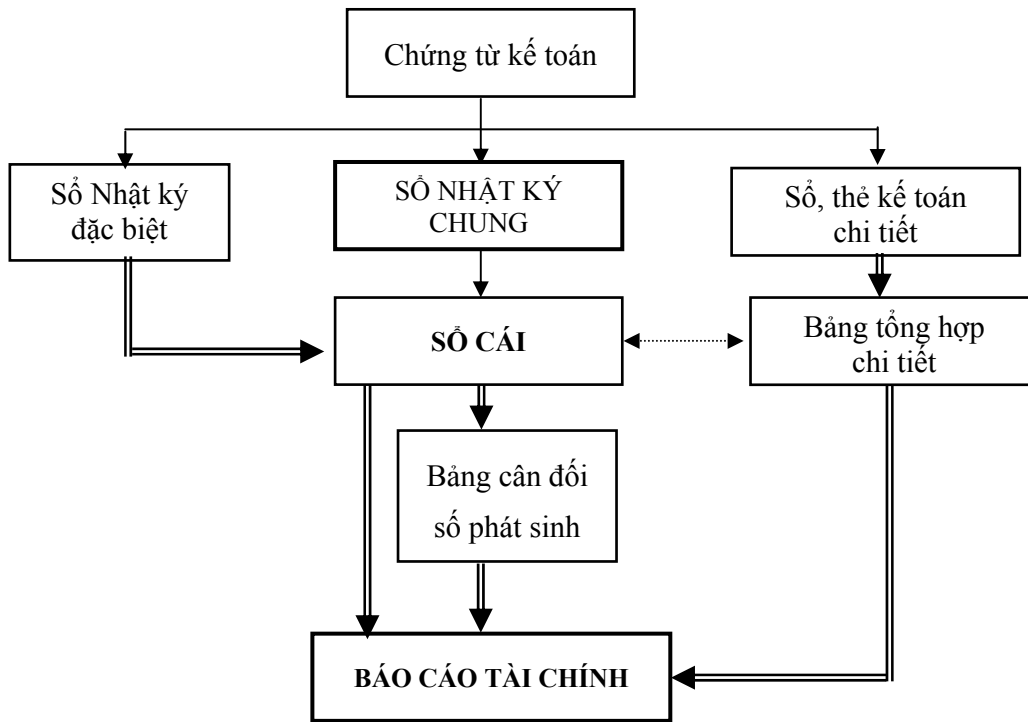 Chứng từ kế toán
Sổ Nhật ký
đặc biệt
SỔ NHẬT KÝ
CHUNG
Sổ, thẻ kế toán
chi tiết
SỔ CÁI
Bảng tổng hợp
chi tiết
Bảng cân đối
số phát sinh
BÁO CÁO TÀI CHÍNH